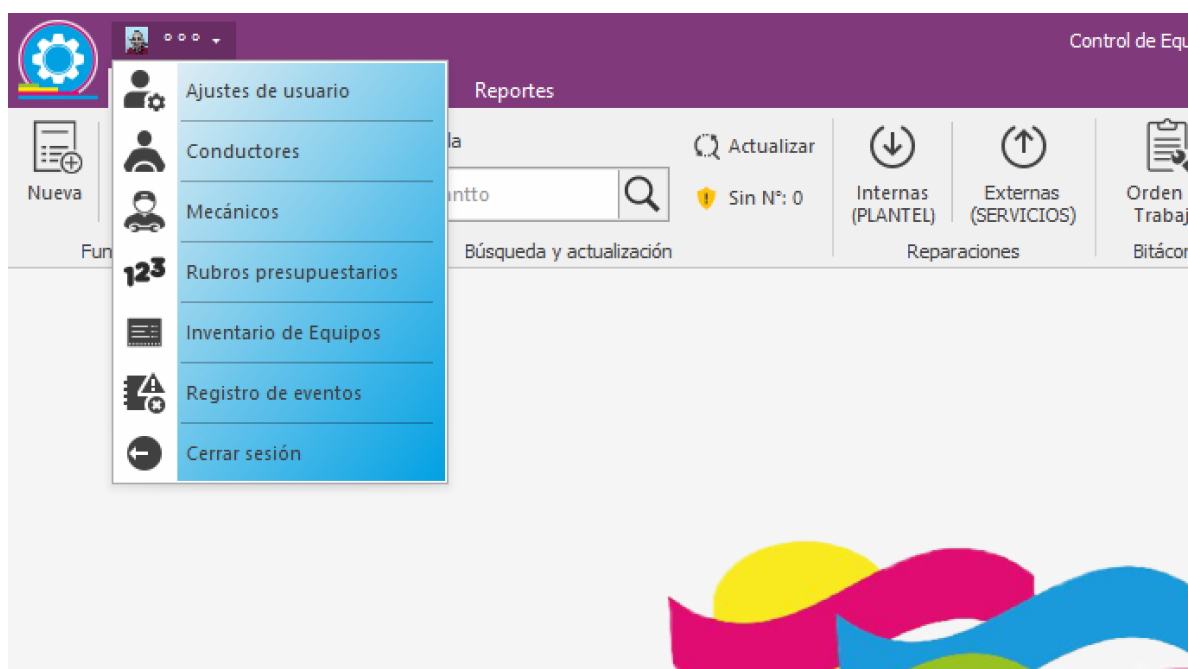 Control de Equ
Ajustes de usuario
Reportes
Conductores
Mecánicos
Rubros presupuestarios
Inventario de Equipos
Registro de eventos
Cerrar sesión
Nueva
la
antto
Actualizar
Sin N°: 0
Internas
(PLANTEL)
Externas
(SERVICIOS)
Orden
Trabaj
Fun
Búsqueda y actualización
Reparaciones
Bitácor